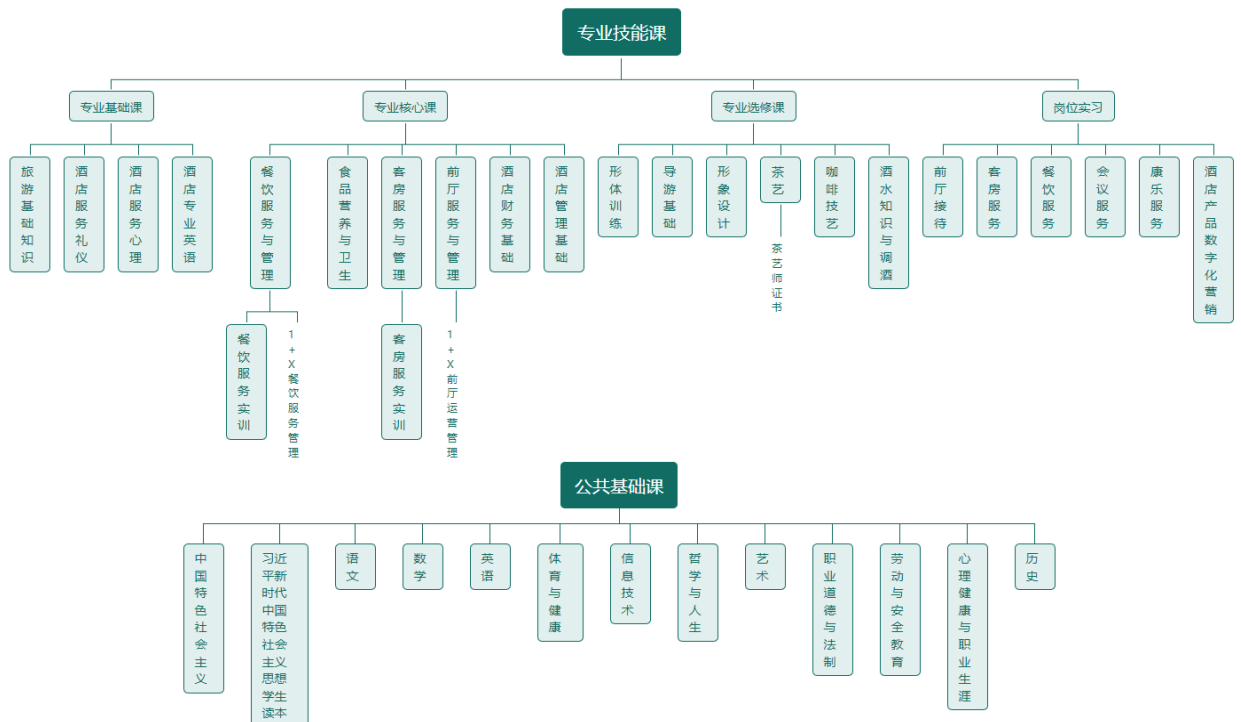 专业技能课
专业基础课
专业核心课
专业选修课
岗位实习
旅游基础知识
酒店服务礼仪
酒店服务心理
酒店专业英语
餐饮服务与管理
食品营养与卫生
客房服务与管理
前厅服务与管理
酒店财务基础
酒店管理基础
形体训练
导游基础
形象设计
茶艺
咖啡技艺
酒水知识与调酒
前厅接待
客房服务
餐饮服务
会议服务
康乐服务
酒店产品数字化营销
茶艺师证书
餐饮服务实训
1+X餐饮服务管理
客房服务实训
1+X前厅运营管理
公共基础课
中国特色社会主义
习近平新时代中国特色社会主义思想学生读本
语文
数学
英语
体育与健康
信息技术
哲学与人生
艺术
职业道德与法制
劳动与安全教育
心理健康与职业生涯
历史